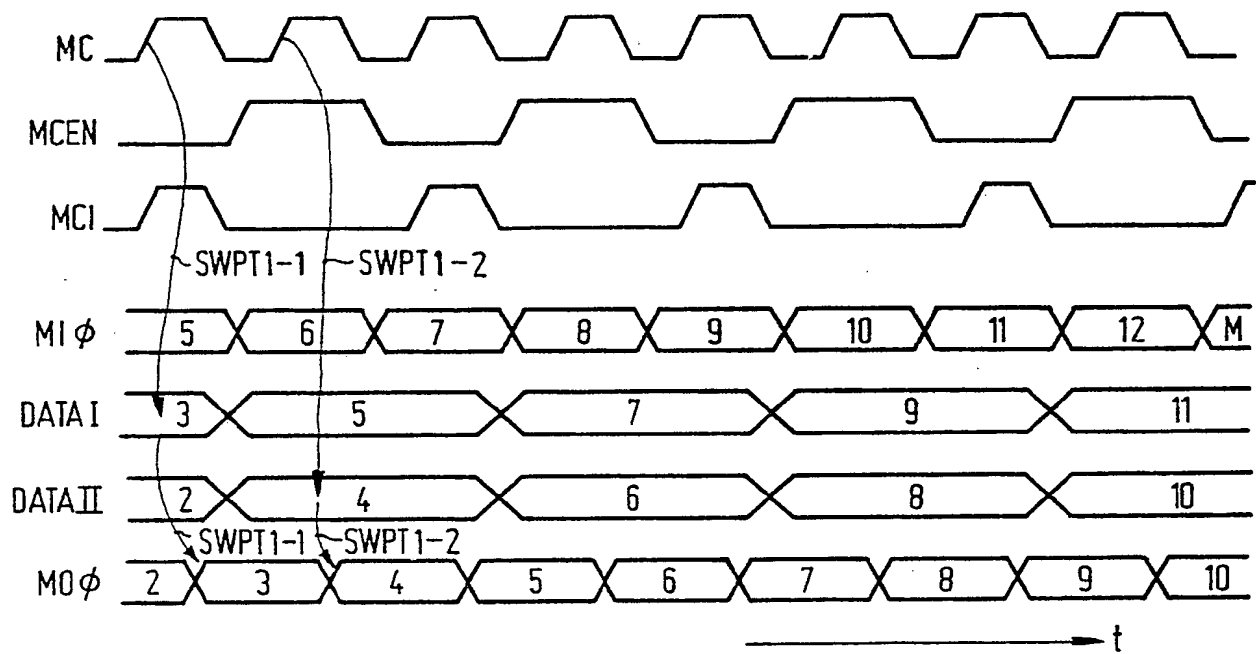 MC
MCEN
MCI
SWPT1-1 SWPT1-2
MIϕ 5 6 7 8 9 10 11 12 M
DATA I 3 5 7 9 11
DATA II 2 4 6 8 10
SWPT1-1 SWPT1-2
MOϕ 2 3 4 5 6 7 8 9 10
t